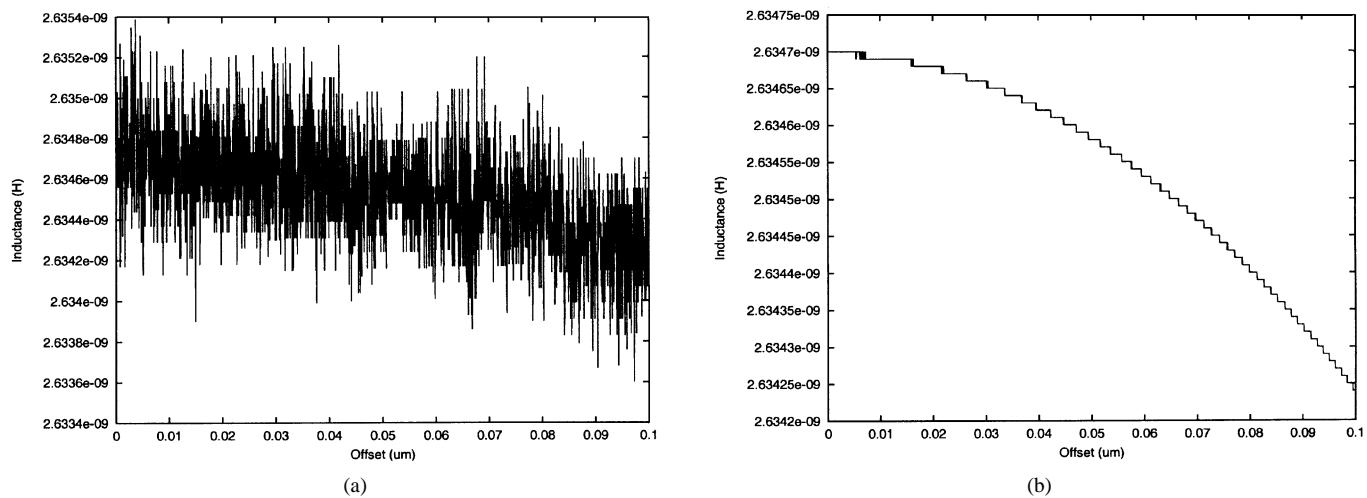 2.6354e-09
2.6352e-09
2.635e-09
2.6348e-09
2.6346e-09
2.6344e-09
2.6342e-09
2.634e-09
2.6338e-09
2.6336e-09
2.6334e-09
Inductance (H)
0 0.01 0.02 0.03 0.04 0.05 0.06 0.07 0.08 0.09 0.1
Offset (um)
(a)
2.63475e-09
2.6347e-09
2.63465e-09
2.6346e-09
2.63455e-09
2.6345e-09
2.63445e-09
2.6344e-09
2.63435e-09
2.6343e-09
2.63425e-09
2.6342e-09
Inductance (H)
0 0.01 0.02 0.03 0.04 0.05 0.06 0.07 0.08 0.09 0.1
Offset (um)
(b)